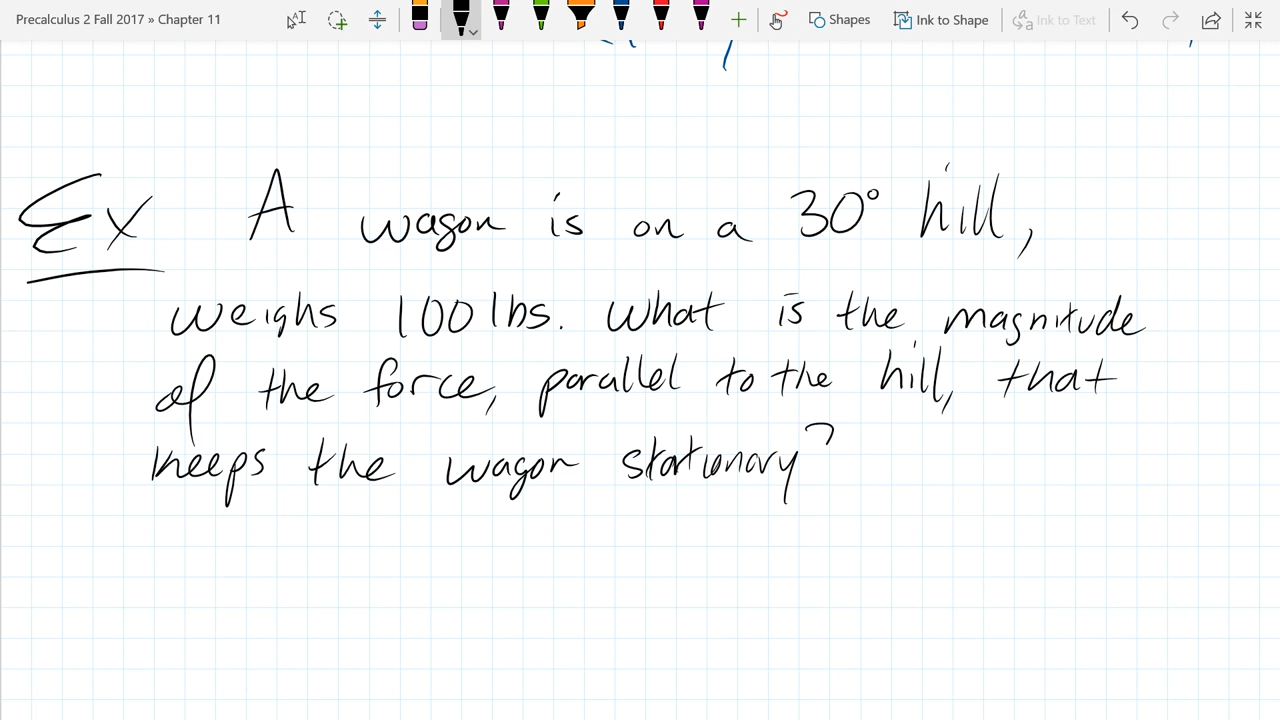 Precalculus 2 Fall 2017 » Chapter 11
Shapes
Ink to Shape
Ink to Text
Ex A wagon is on a 30° hill,
weighs 100 lbs. What is the magnitude
of the force, parallel to the hill, that
keeps the wagon stationary?